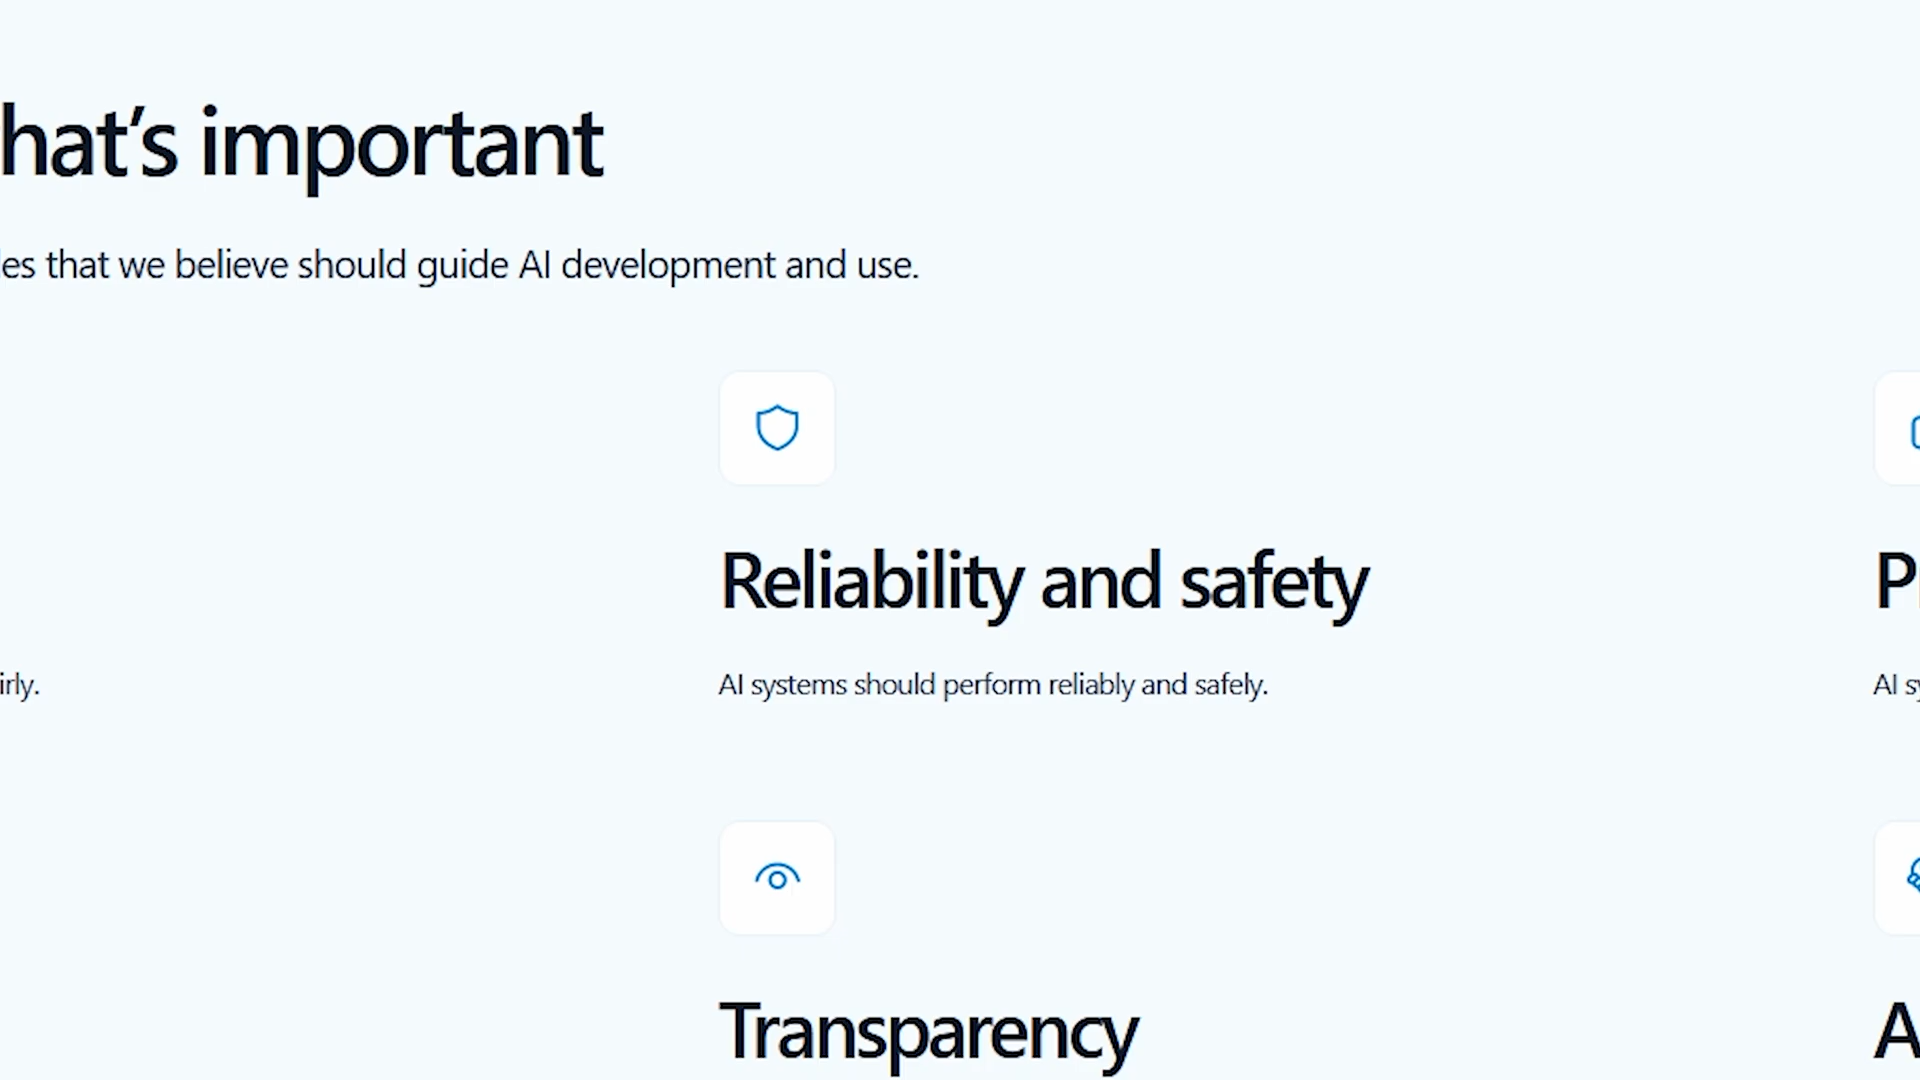 hat's important
les that we believe should guide AI development and use.
Reliability and safety
irly.
AI systems should perform reliably and safely.
AI
Transparency
A